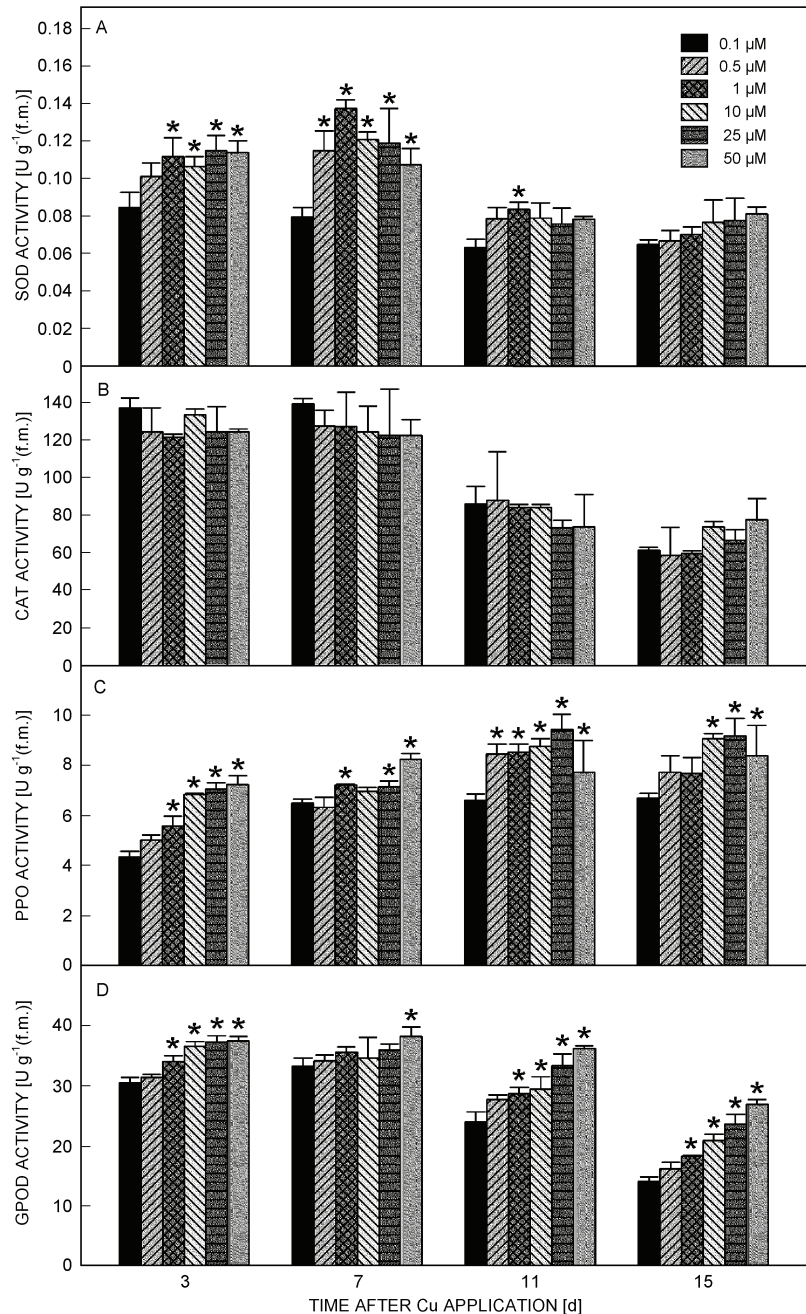 A
0.18
0.16
0.14
0.12
0.10
0.08
0.06
0.04
0.02
0
SOD ACTIVITY [U g-1(f.m.)]
0.1 µM
0.5 µM
1 µM
10 µM
25 µM
50 µM
* * * *
* * * * *
*
B
140
120
100
80
60
40
20
0
CAT ACTIVITY [U g-1(f.m.)]
C
10
8
6
4
2
0
PPO ACTIVITY [U g-1(f.m.)]
* * * *
* * *
* * * * *
* * *
D
40
30
20
10
0
GPOD ACTIVITY [U g-1(f.m.)]
* * * *
*
* * * *
* * * *
3 7 11 15
TIME AFTER Cu APPLICATION [d]